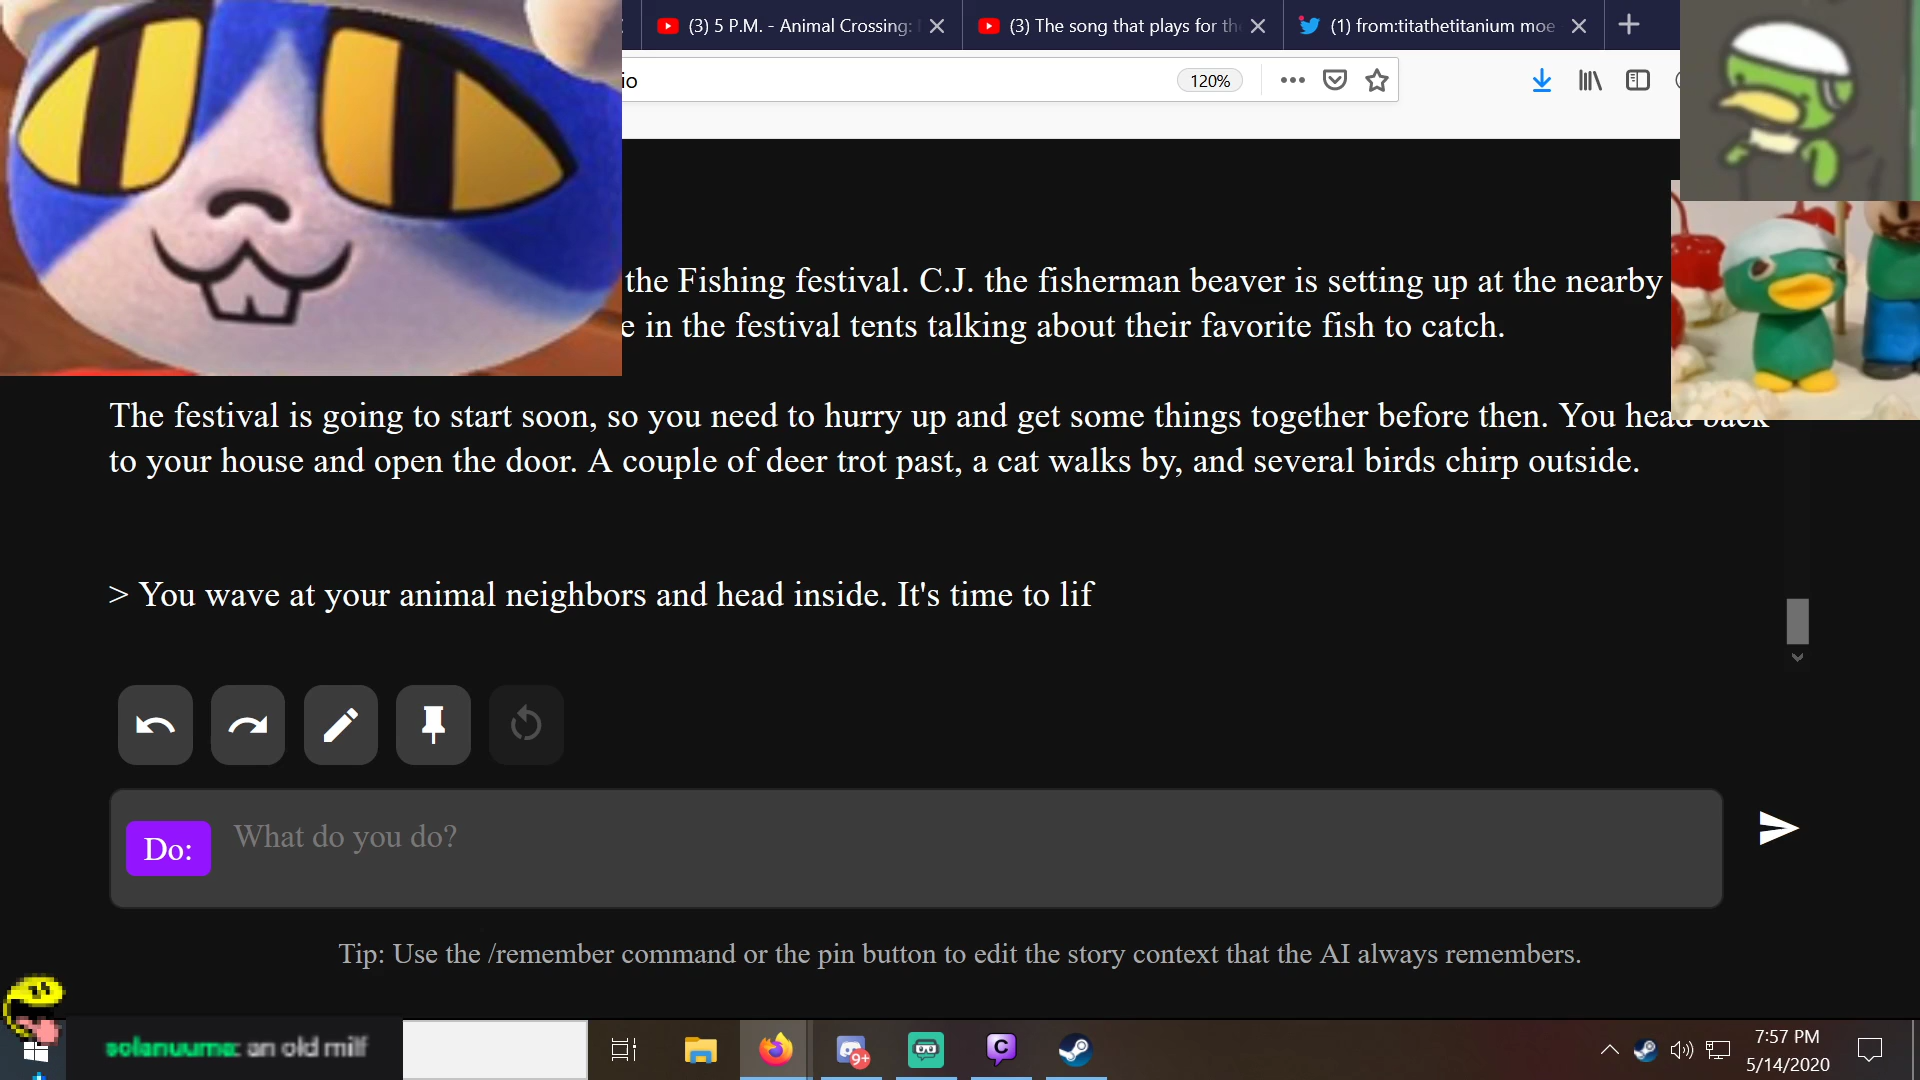 (3) 5 P.M. - Animal Crossing:
(3) The song that plays for th
(1) from:titathetitanium moe
io
120%
the Fishing festival. C.J. the fisherman beaver is setting up at the nearby
e in the festival tents talking about their favorite fish to catch.
The festival is going to start soon, so you need to hurry up and get some things together before then. You head back
to your house and open the door. A couple of deer trot past, a cat walks by, and several birds chirp outside.
> You wave at your animal neighbors and head inside. It's time to lif
Do:
What do you do?
Tip: Use the /remember command or the pin button to edit the story context that the AI always remembers.
solanuuma: an old milf
9+
C
7:57 PM
5/14/2020